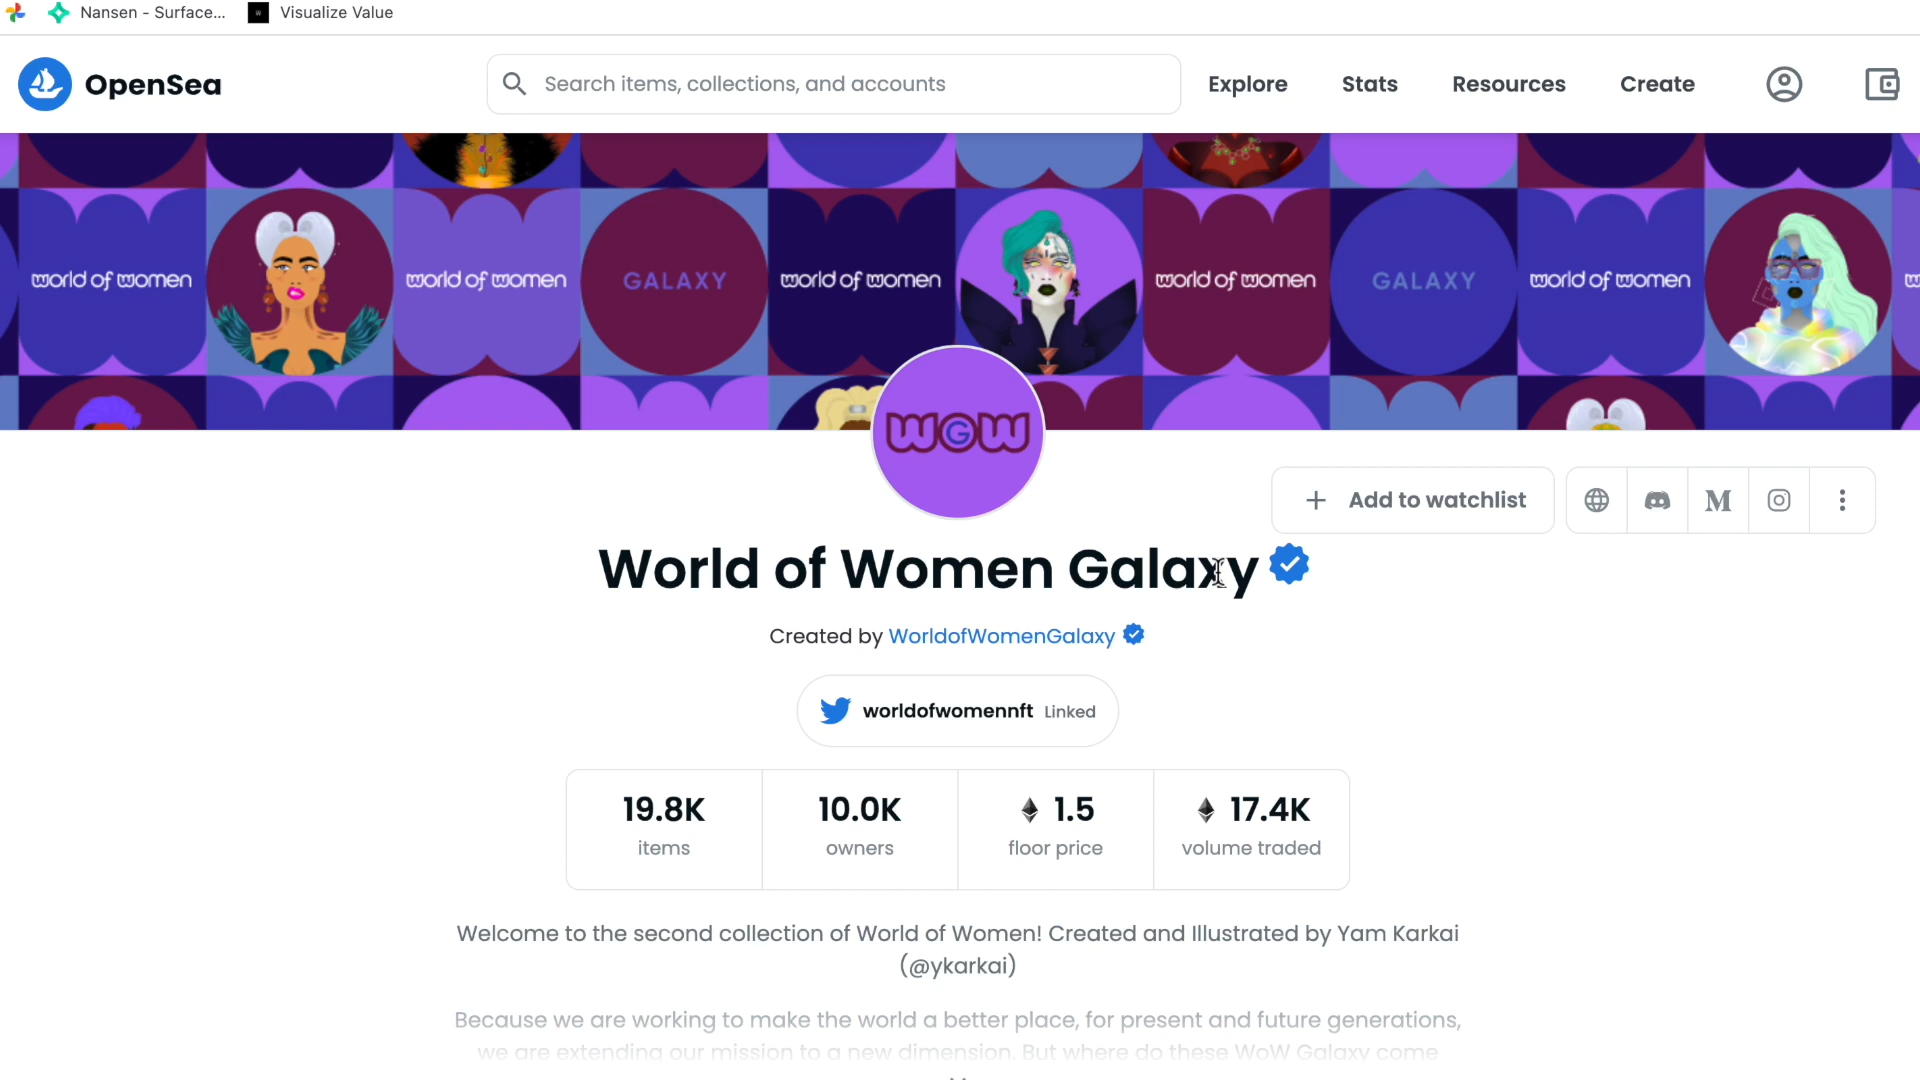 Nansen - Surface... Visualize Value
OpenSea Search items, collections, and accounts Explore Stats Resources Create
world of women world of women GALAXY world of women world of women GALAXY world of women
WGW
Add to watchlist
World of Women Galaxy
Created by WorldofWomenGalaxy
worldofwomennft Linked
19.8K 10.0K 1.5 17.4K
items owners floor price volume traded
Welcome to the second collection of World of Women! Created and Illustrated by Yam Karkai
(@ykarkai)
Because we are working to make the world a better place, for present and future generations,
we are extending our mission to a new dimension. But where do these WoW Galaxy come